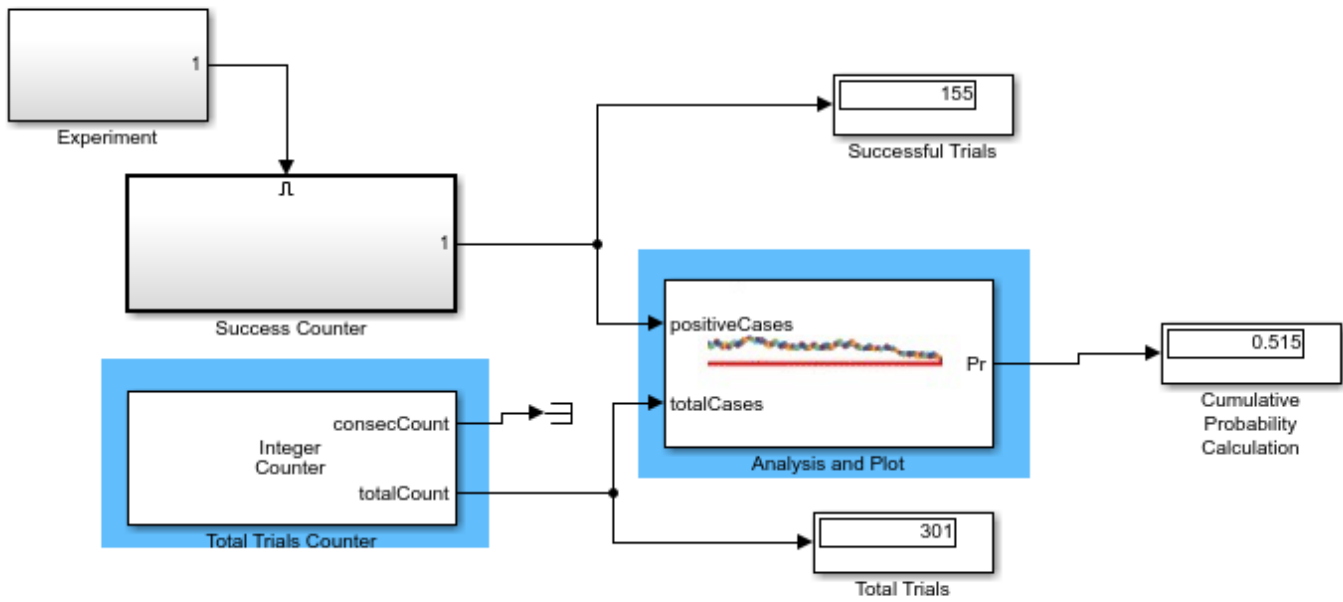 1
Experiment
155
Successful Trials
1
Success Counter
positiveCases
totalCases
Pr
Analysis and Plot
0.515
Cumulative
Probability
Calculation
consecCount
Integer
Counter
totalCount
Total Trials Counter
301
Total Trials